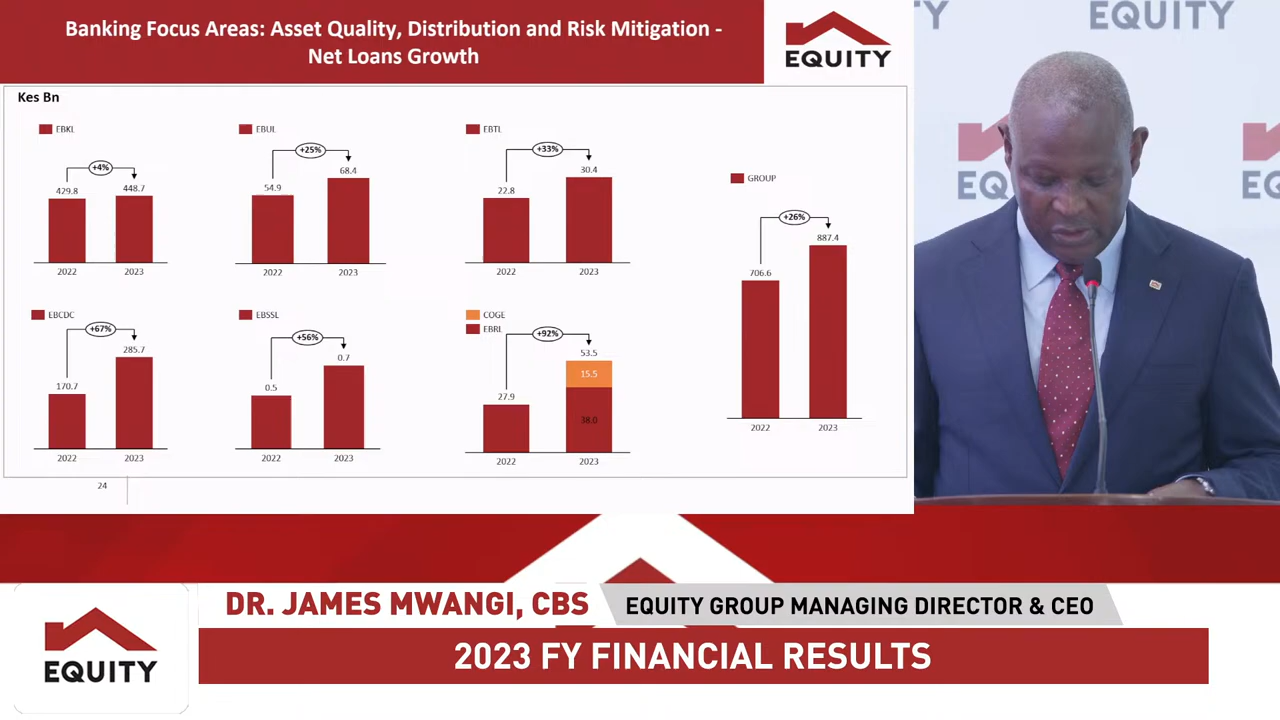 Banking Focus Areas: Asset Quality, Distribution and Risk Mitigation -
Net Loans Growth
EQUITY
Kes Bn
EBKL
+4%
429.8
448.7
2022
2023
EBUL
+25%
54.9
68.4
2022
2023
EBTL
+33%
22.8
30.4
2022
2023
EBCDC
+67%
170.7
285.7
2022
2023
EBSSL
+56%
0.5
0.7
2022
2023
COGE
EBRL
+92%
27.9
53.5
15.5
38.0
2022
2023
GROUP
+26%
706.6
887.4
2022
2023
24
TY
EQUITY
EQ
EQ
DR. JAMES MWANGI, CBS
EQUITY GROUP MANAGING DIRECTOR & CEO
2023 FY FINANCIAL RESULTS
EQUITY